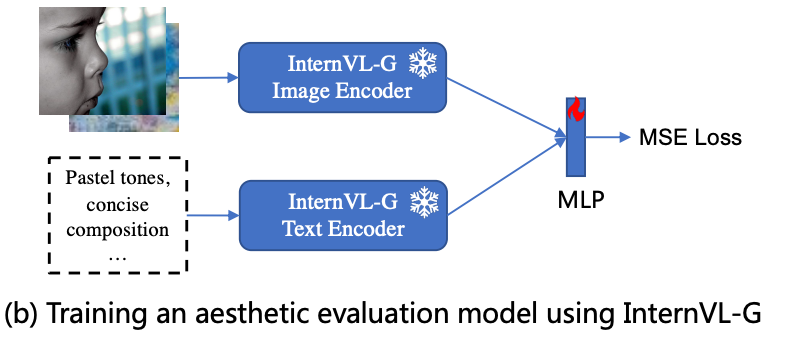 InternVL-G
Image Encoder
Pastel tones,
concise
composition
...
InternVL-G
Text Encoder
MLP
MSE Loss
(b) Training an aesthetic evaluation model using InternVL-G